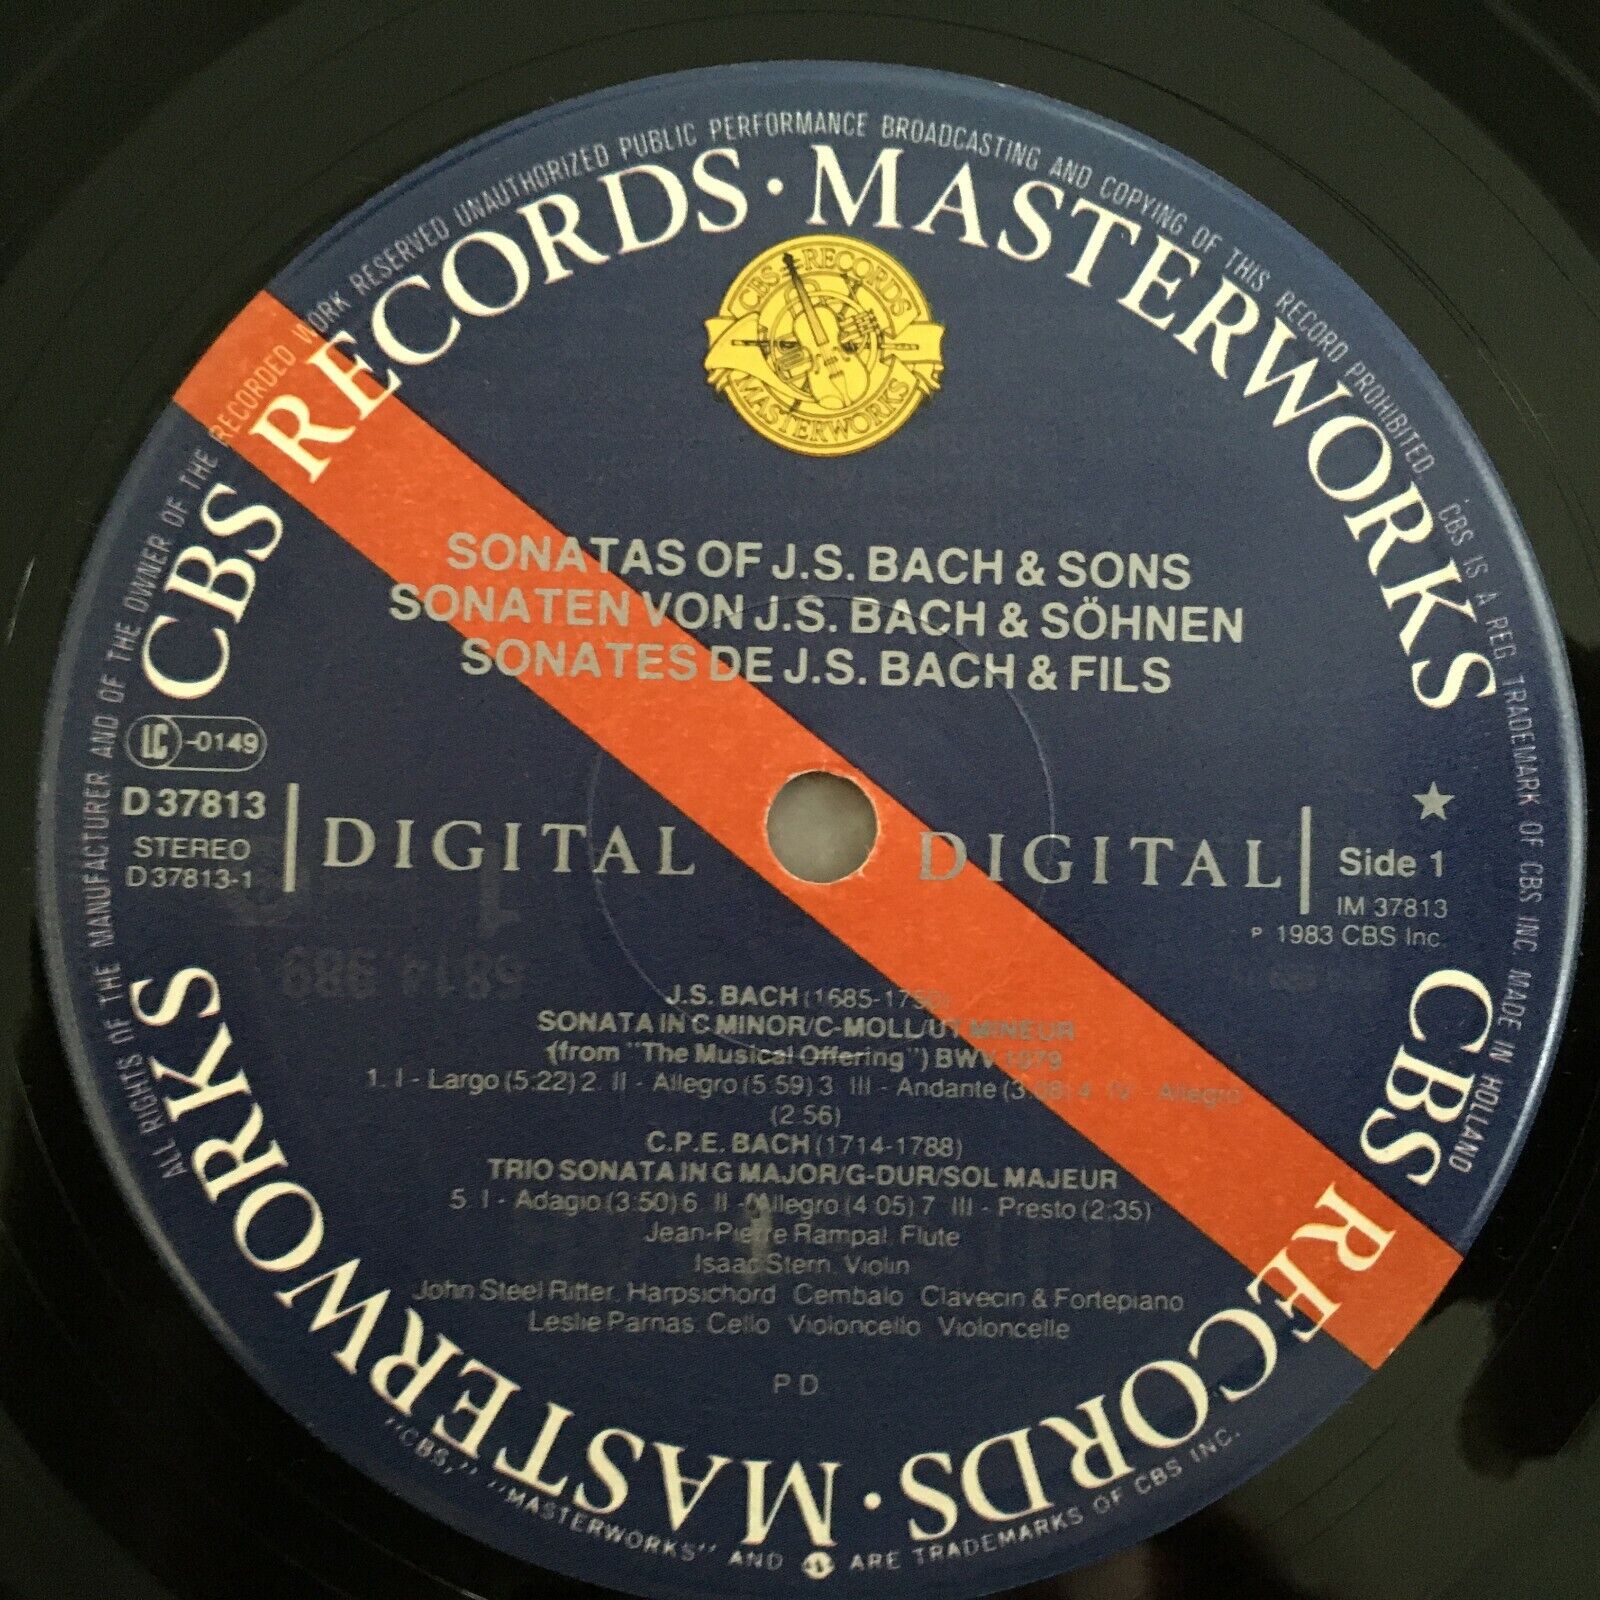 ALL RIGHTS OF THE MANUFACTURER AND OF THE OWNER OF THE RECORDED WORK RESERVED UNAUTHORIZED PUBLIC PERFORMANCE BROADCASTING AND COPYING OF THIS RECORD PROHIBITED. CBS IS A REG. TRADEMARK OF CBS INC. MADE IN HOLLAND
CBS RECORDS · MASTERWORKS
CBS RECORDS
MASTERWORKS
SONATAS OF J.S. BACH & SONS
SONATEN VON J.S. BACH & SÖHNEN
SONATES DE J.S. BACH & FILS
LC-0149
D 37813
STEREO
D 37813-1
DIGITAL
DIGITAL
Side 1
IM 37813
P 1983 CBS Inc.
J.S. BACH (1685-1750)
SONATA IN C MINOR/C-MOLL/UT MINEUR
(from "The Musical Offering") BWV 1079
1. I - Largo (5:22) 2. II - Allegro (5:59) 3 III - Andante 4 IV - Allegro
(2:56)
C.P.E. BACH (1714-1788)
TRIO SONATA IN G MAJOR/G-DUR/SOL MAJEUR
5. I - Adagio (3:50) 6 II - Allegro (4:05) 7 III - Presto (2:35)
Jean-Pierre Rampal, Flute
Isaac Stern, Violin
John Steel Ritter, Harpsichord Cembalo Clavecin & Fortepiano
Leslie Parnas, Cello Violoncello Violoncelle
PD
CBS RECORDS · MASTERWORKS
"CBS," "MASTERWORKS" AND ARE TRADEMARKS OF CBS INC.